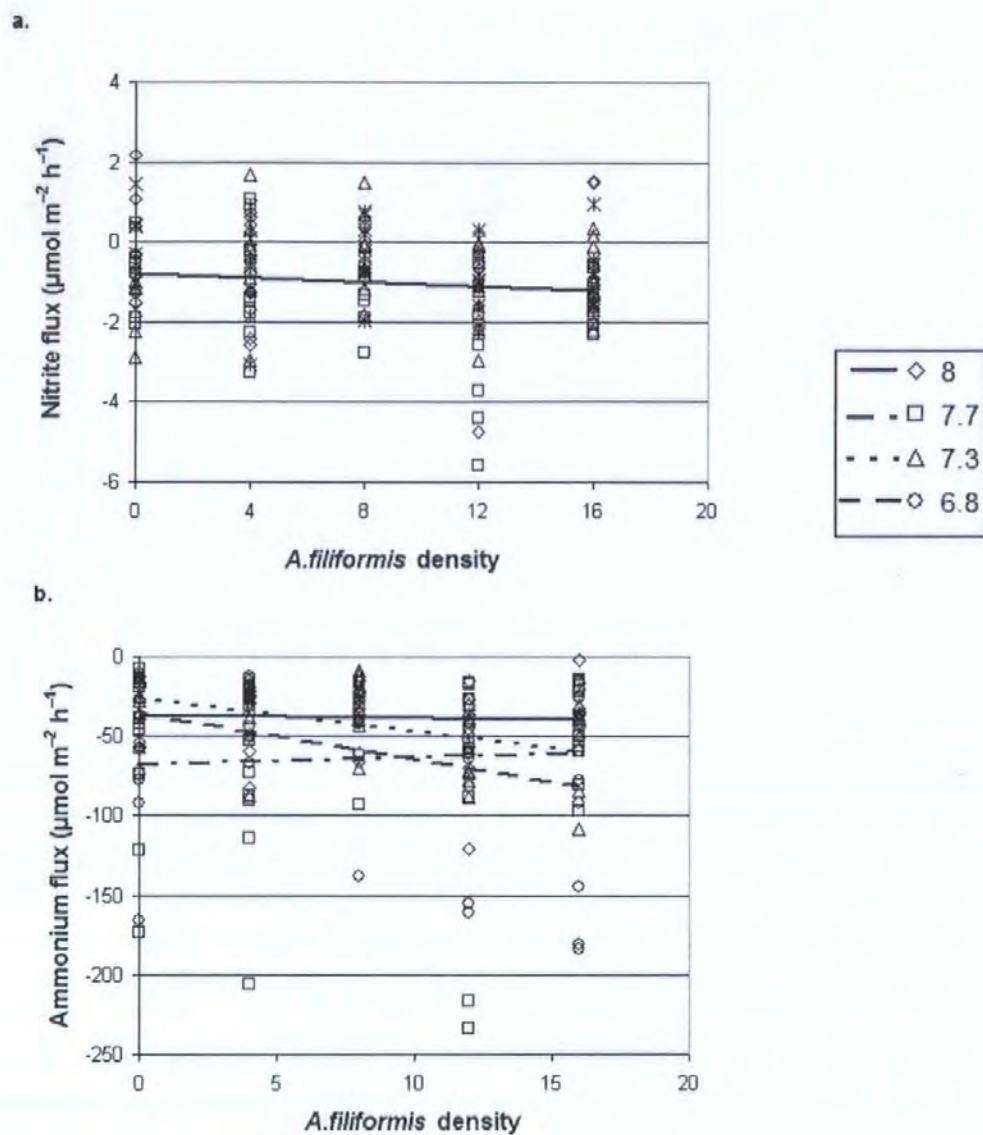 a.
Nitrite flux (µmol m⁻² h⁻¹)
4
2
0
-2
-4
-6
0 4 8 12 16 20
A.filiformis density
8
7.7
7.3
6.8
b.
Ammonium flux (µmol m⁻² h⁻¹)
0
-50
-100
-150
-200
-250
0 5 10 15 20
A.filiformis density